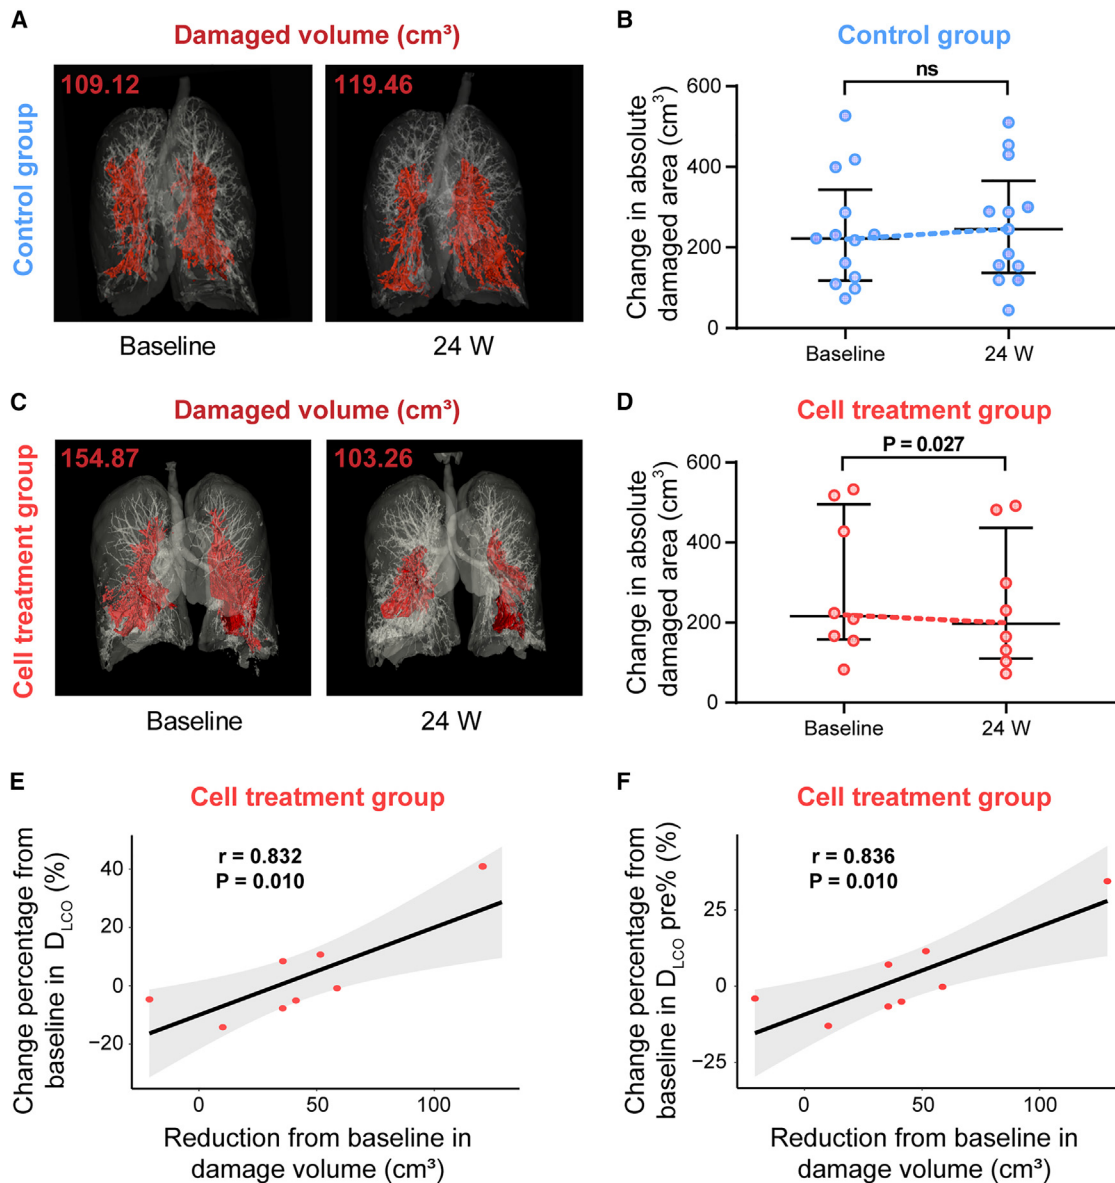 A
Damaged volume (cm³)
Control group
109.12
119.46
Baseline
24 W
B
Control group
ns
Change in absolute
damaged area (cm³)
600
400
200
0
Baseline
24 W
C
Damaged volume (cm³)
Cell treatment group
154.87
103.26
Baseline
24 W
D
Cell treatment group
P = 0.027
Change in absolute
damaged area (cm³)
600
400
200
0
Baseline
24 W
E
Cell treatment group
Change percentage from
baseline in D_LCO (%)
r = 0.832
P = 0.010
40
20
0
−20
0
50
100
Reduction from baseline in
damage volume (cm³)
F
Cell treatment group
Change percentage from
baseline in D_LCO pre% (%)
r = 0.836
P = 0.010
25
0
−25
0
50
100
Reduction from baseline in
damage volume (cm³)